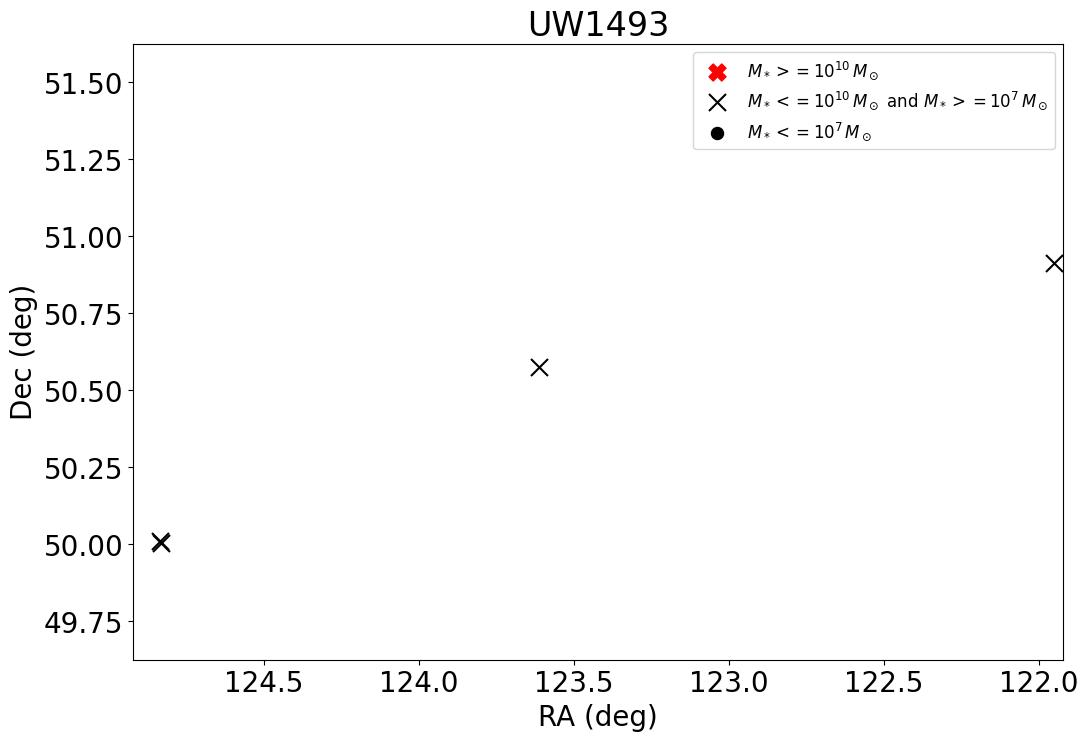 UW1493
M* >= 10^10 M⊙
M* <= 10^10 M⊙ and M* >= 10^7 M⊙
M* <= 10^7 M⊙
51.50
51.25
51.00
50.75
50.50
50.25
50.00
49.75
Dec (deg)
124.5 124.0 123.5 123.0 122.5 122.0
RA (deg)